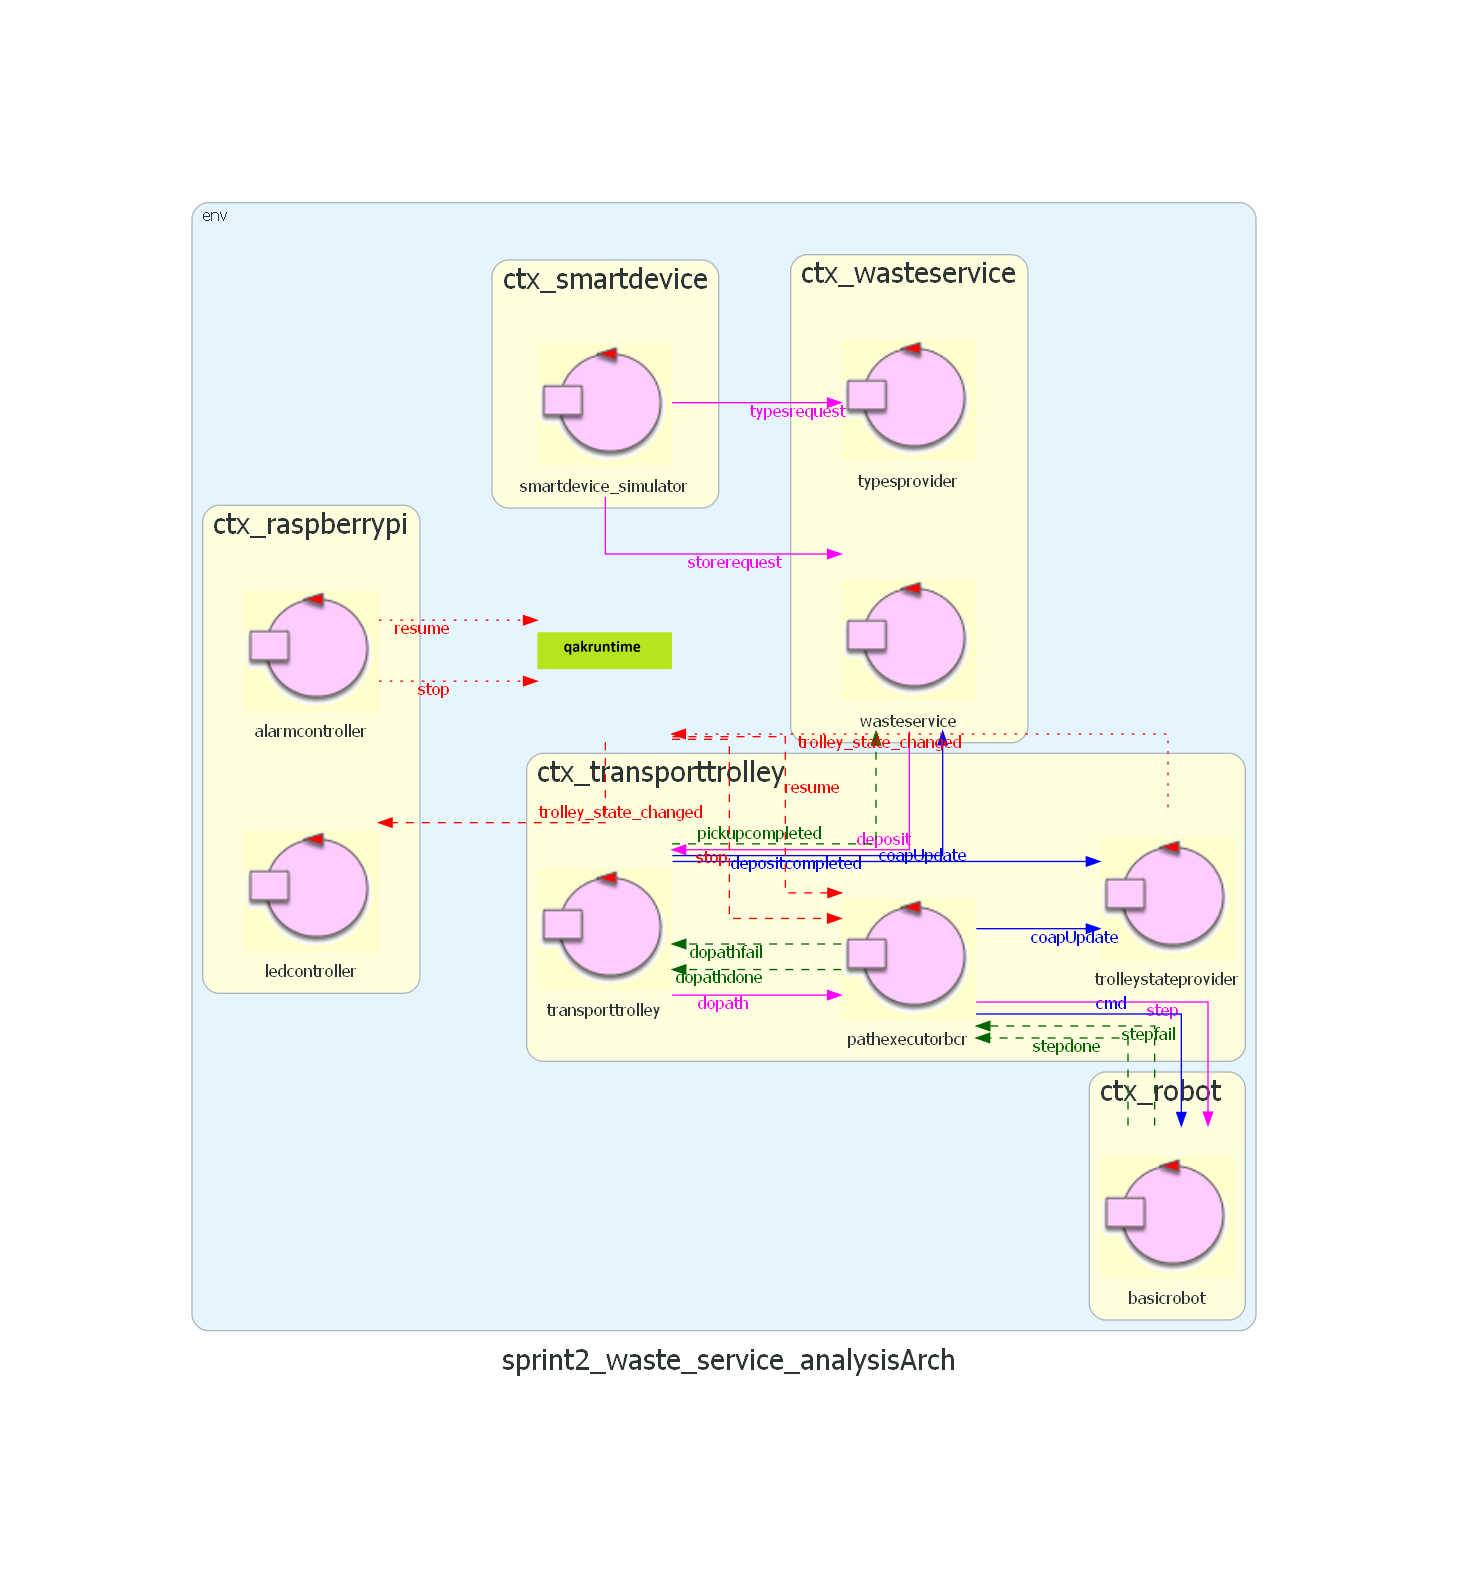 env
ctx_smartdevice
ctx_wasteservice
typesrequest
typesprovider
smartdevice_simulator
ctx_raspberrypi
storerequest
resume
qakruntime
stop
alarmcontroller
wasteservice
trolley_state_changed
ctx_transporttrolley
resume
trolley_state_changed
pickupcompleted
deposit
stop
depositcompleted
coapUpdate
coapUpdate
dopathfail
dopathdone
ledcontroller
trolleystateprovider
dopath
cmd
step
transporttrolley
stepfail
pathexecutorbcr
stepdone
ctx_robot
basicrobot
sprint2_waste_service_analysisArch